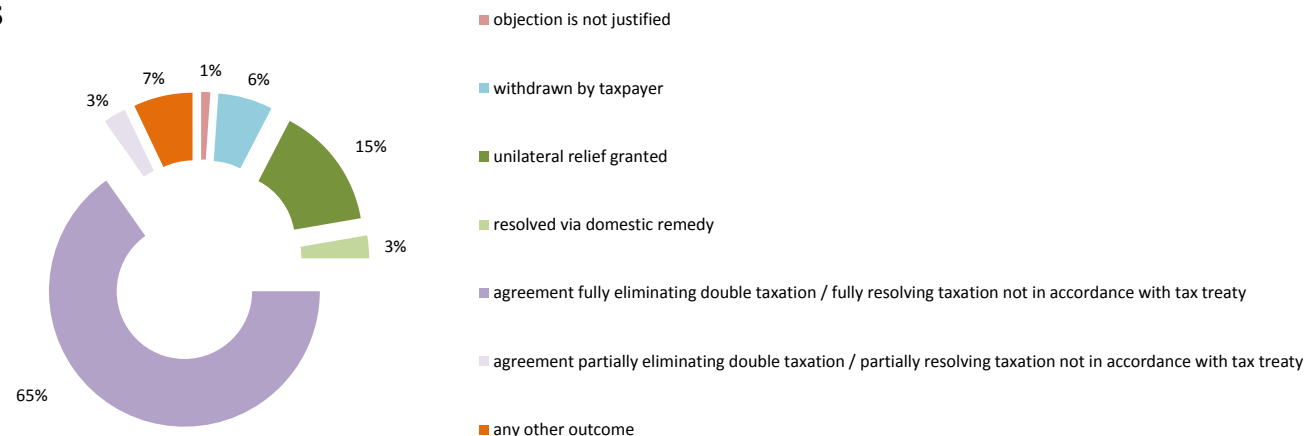 objection is not justified
7%
1%
6%
3%
withdrawn by taxpayer
15%
unilateral relief granted
resolved via domestic remedy
3%
agreement fully eliminating double taxation / fully resolving taxation not in accordance with tax treaty
agreement partially eliminating double taxation / partially resolving taxation not in accordance with tax treaty
65%
any other outcome